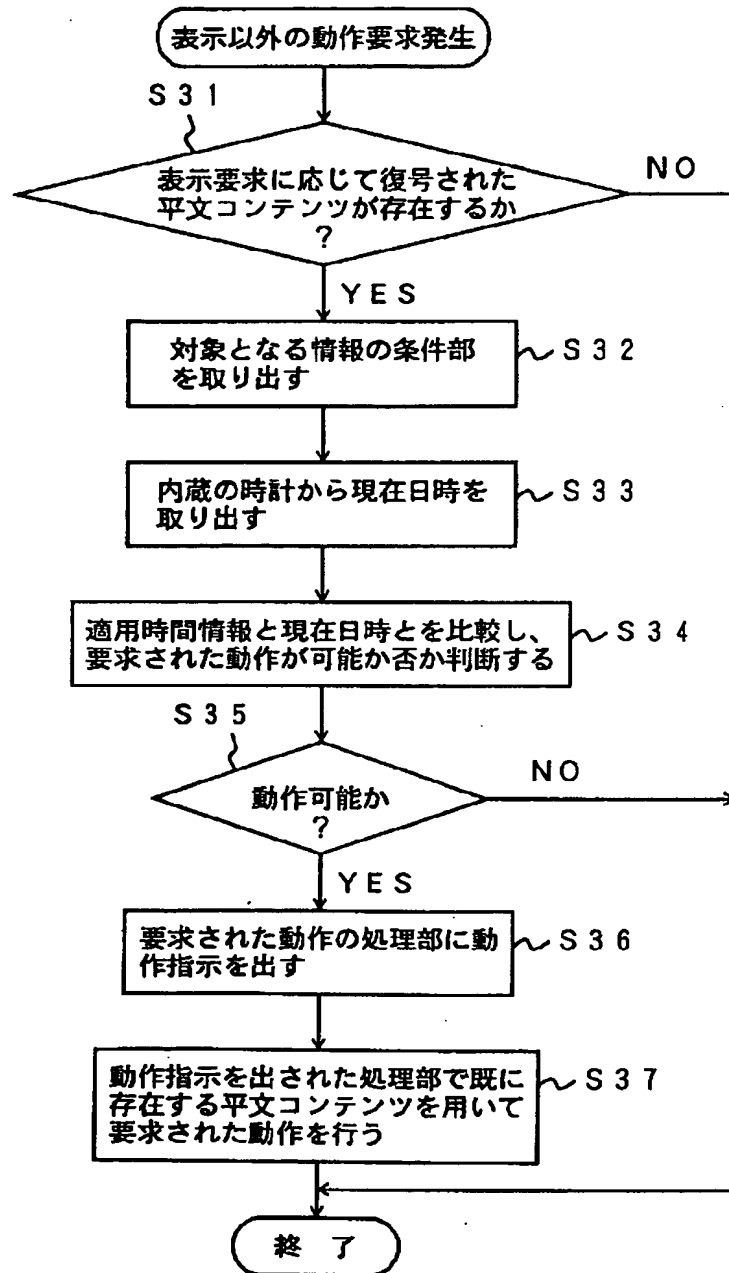 表示以外の動作要求発生
S31
表示要求に応じて復号された
平文コンテンツが存在するか
?
NO
YES
対象となる情報の条件部
を取り出す
S32
内蔵の時計から現在日時を
取り出す
S33
適用時間情報と現在日時とを比較し、
要求された動作が可能か否か判断する
S34
S35
動作可能か
?
NO
YES
要求された動作の処理部に動
作指示を出す
S36
動作指示を出された処理部で既に
存在する平文コンテンツを用いて
要求された動作を行う
S37
終了